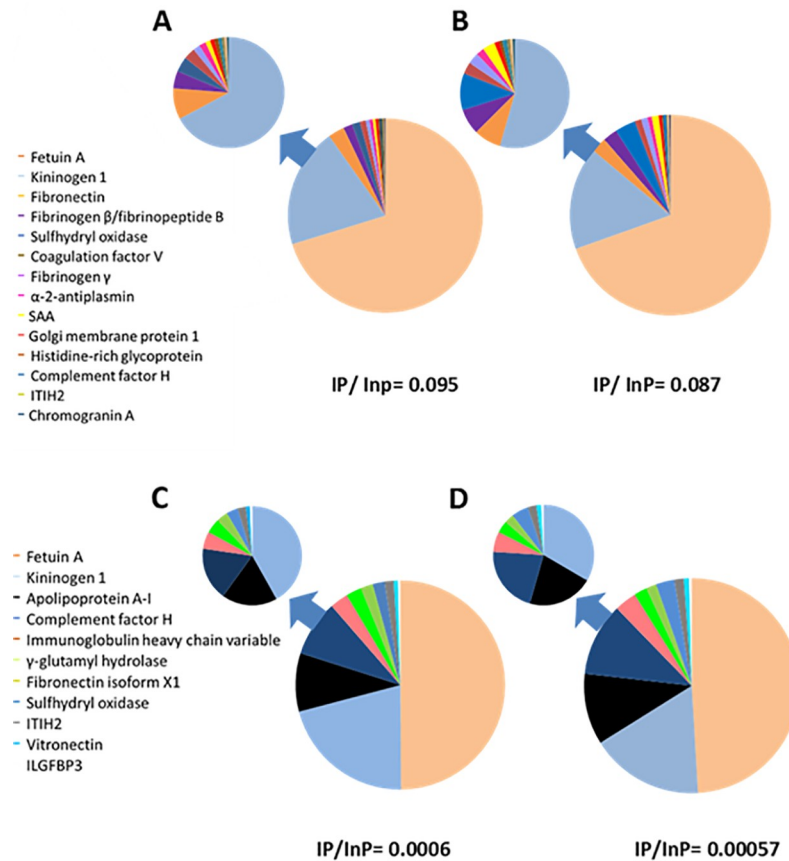 A
B
Fetuin A
Kininogen 1
Fibronectin
Fibrinogen β/fibrinopeptide B
Sulfhydryl oxidase
Coagulation factor V
Fibrinogen γ
α-2-antiplasmin
SAA
Golgi membrane protein 1
Histidine-rich glycoprotein
Complement factor H
ITIH2
Chromogranin A
IP/ Inp= 0.095
IP/ InP= 0.087
C
D
Fetuin A
Kininogen 1
Apolipoprotein A-I
Complement factor H
Immunoglobulin heavy chain variable
γ-glutamyl hydrolase
Fibronectin isoform X1
Sulfhydryl oxidase
ITIH2
Vitronectin
ILGFBP3
IP/InP= 0.0006
IP/InP= 0.00057